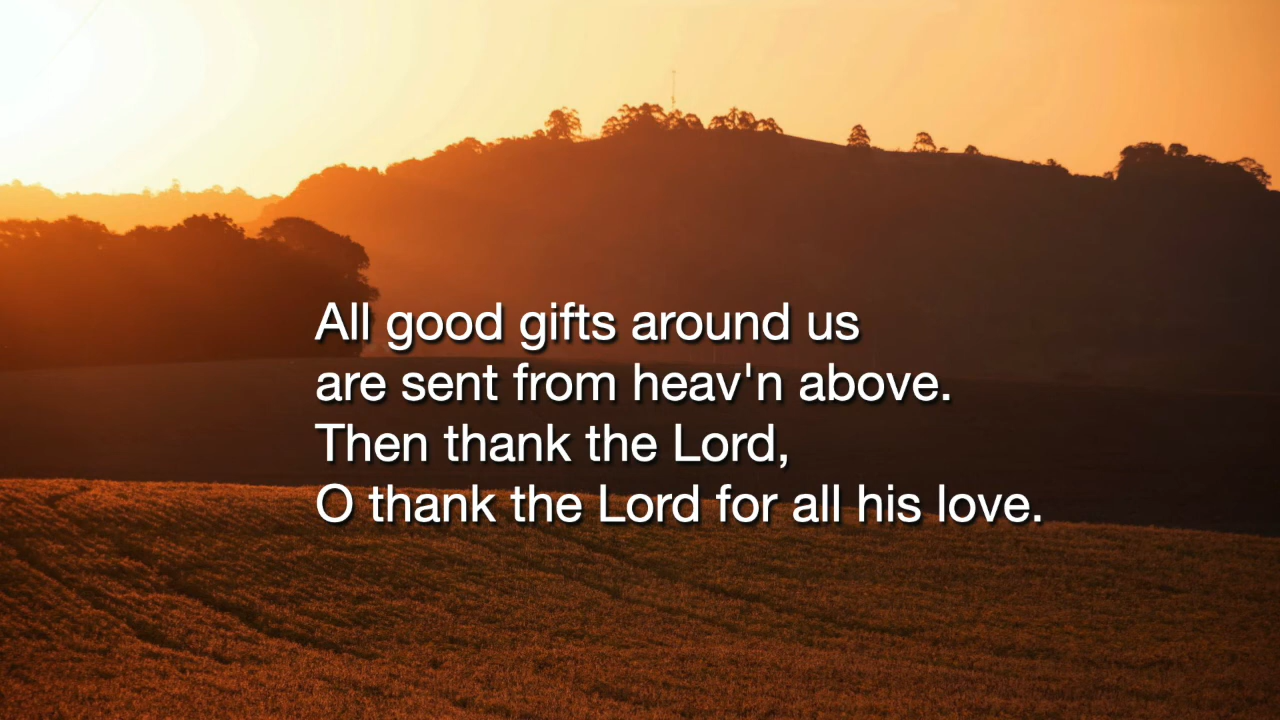 All good gifts around us
are sent from heav'n above.
Then thank the Lord,
O thank the Lord for all his love.